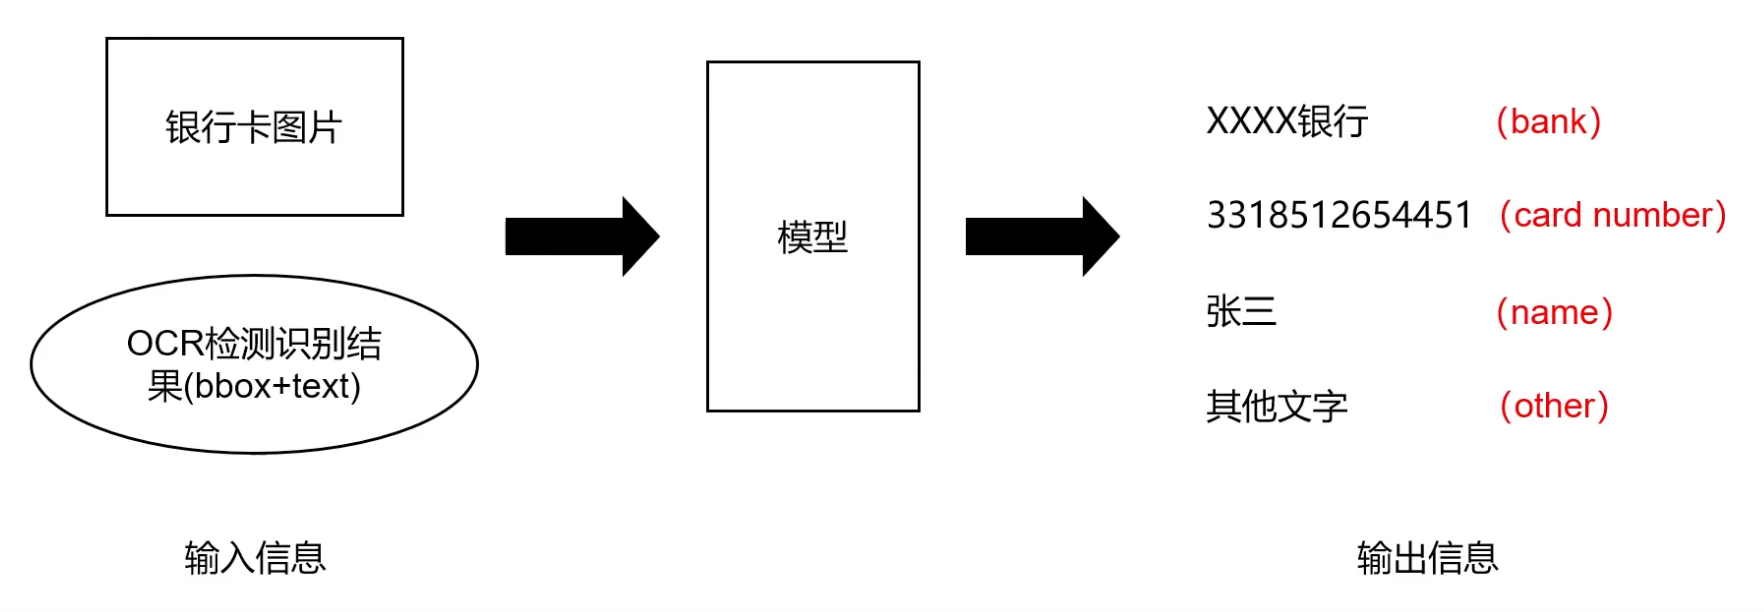 银行卡图片
OCR检测识别结
果(bbox+text)
输入信息
模型
XXXX银行 (bank)
3318512654451 (card number)
张三 (name)
其他文字 (other)
输出信息